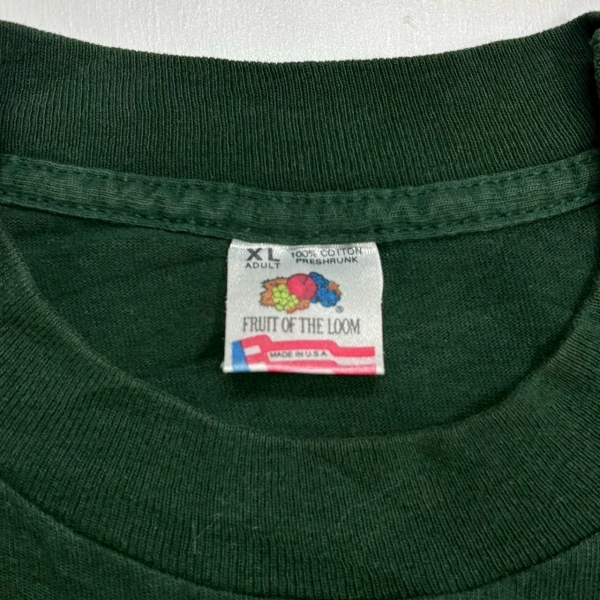 XL 100% COTTON
ADULT PRESHRUNK
®
FRUIT OF THE LOOM
MADE IN U.S.A